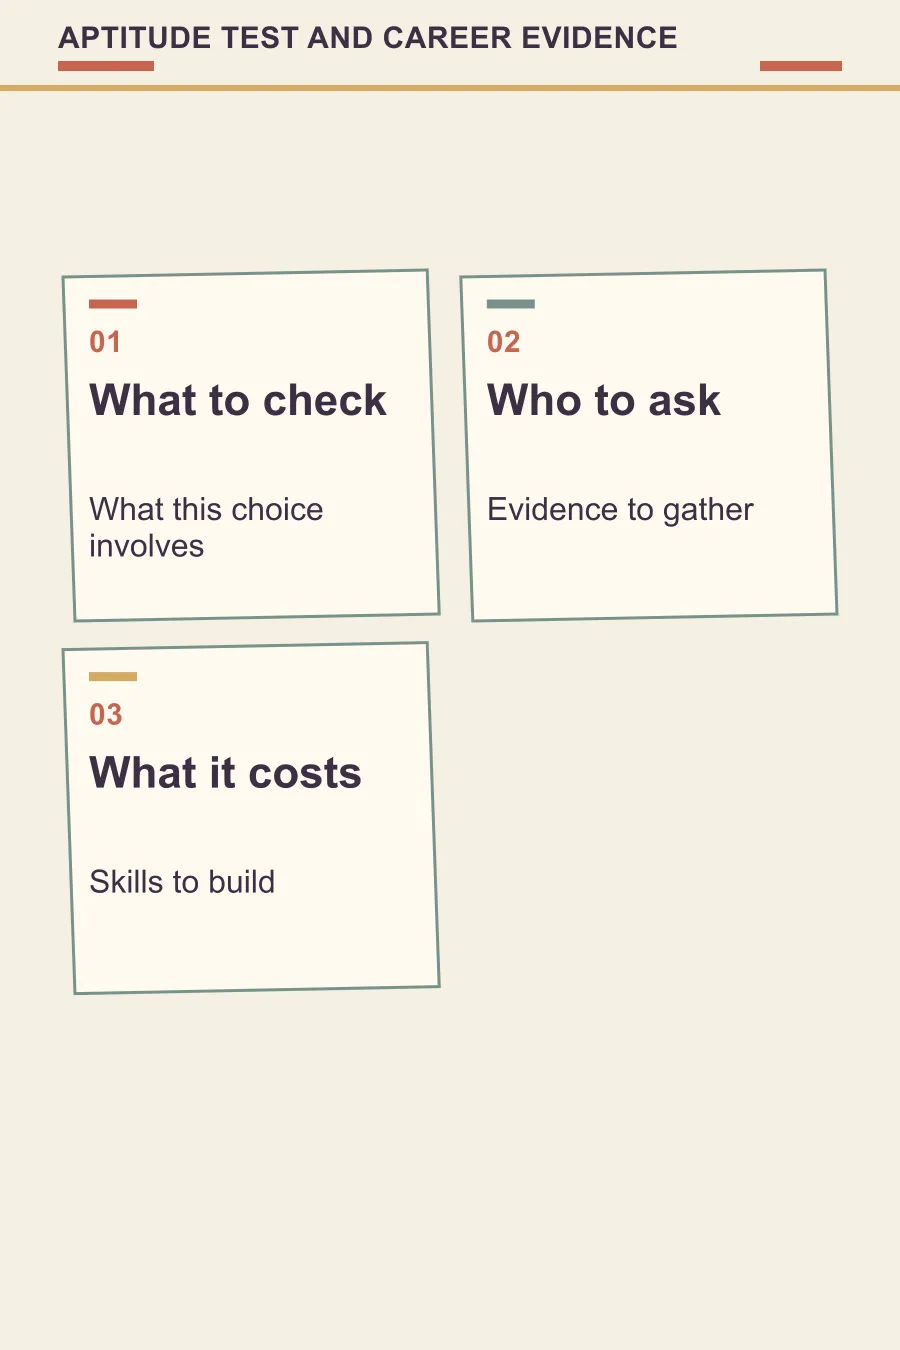 APTITUDE TEST AND CAREER EVIDENCE
01
What to check
What this choice
involves
02
Who to ask
Evidence to gather
03
What it costs
Skills to build